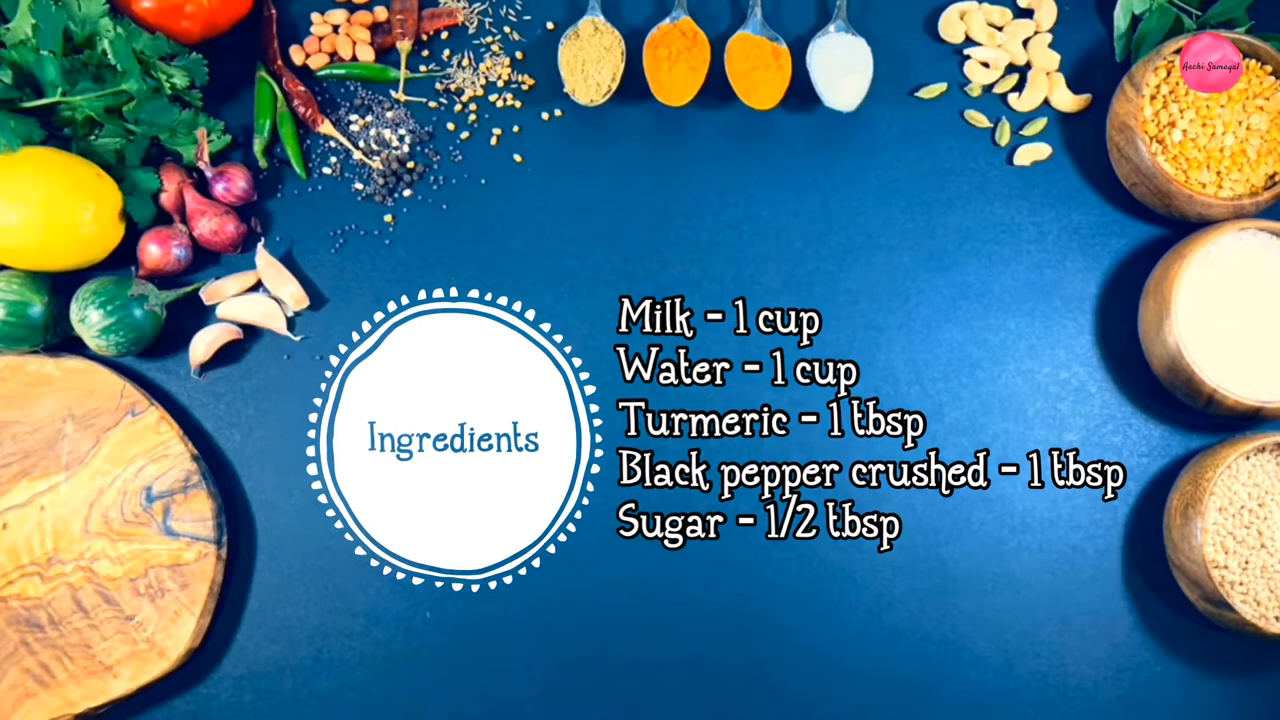 Aachi Samayal
Ingredients
Milk - 1 cup
Water - 1 cup
Turmeric - 1 tbsp
Black pepper crushed - 1 tbsp
Sugar - 1/2 tbsp